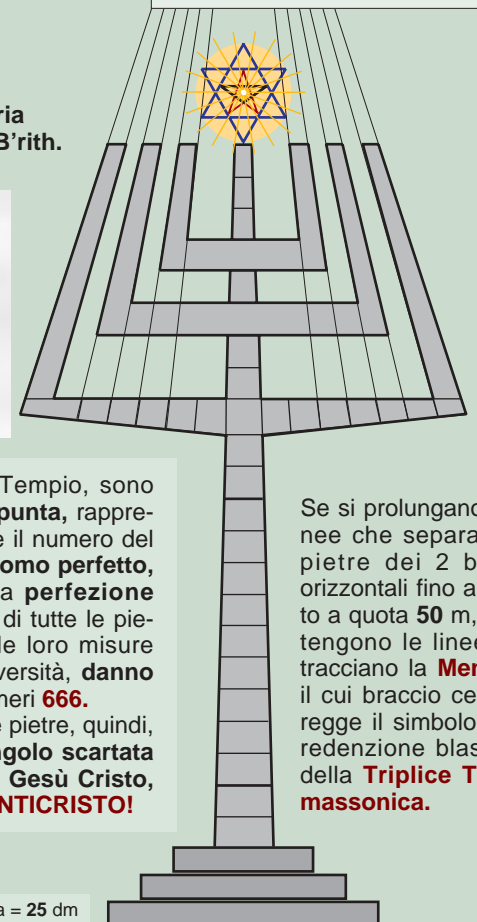 ria
B'rith.
Tempio, sono
punta, rappre-
e il numero del
omo perfetto,
a perfezione
di tutte le pie-
le loro misure
versità, danno
meri 666.
e pietre, quindi,
ngolo scartata
Gesù Cristo,
NTICRISTO!
Se si prolungano
nee che separa
pietre dei 2 b
orizzontali fino a
to a quota 50 m,
tengono le linee
tracciano la Men
il cui braccio ce
regge il simbolo
redenzione blas
della Triplice T
massonica.
a = 25 dm